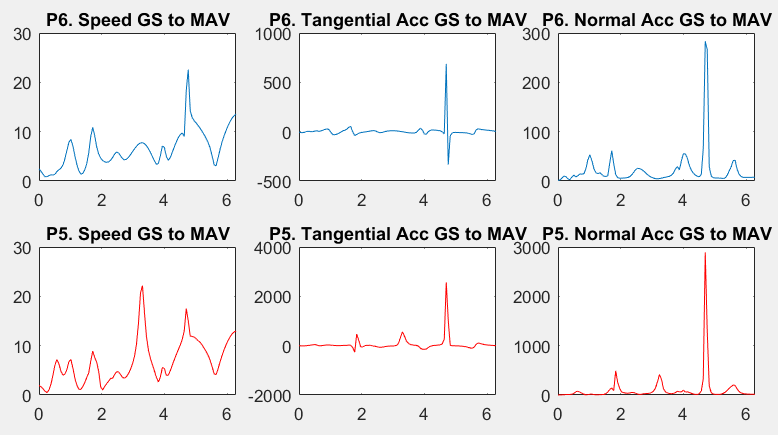 P6. Speed GS to MAV
P6. Tangential Acc GS to MAV
P6. Normal Acc GS to MAV
30
20
10
0
0 2 4 6
1000
500
0
-500
0 2 4 6
300
200
100
0
0 2 4 6
P5. Speed GS to MAV
P5. Tangential Acc GS to MAV
P5. Normal Acc GS to MAV
30
20
10
0
0 2 4 6
4000
2000
0
-2000
0 2 4 6
3000
2000
1000
0
0 2 4 6